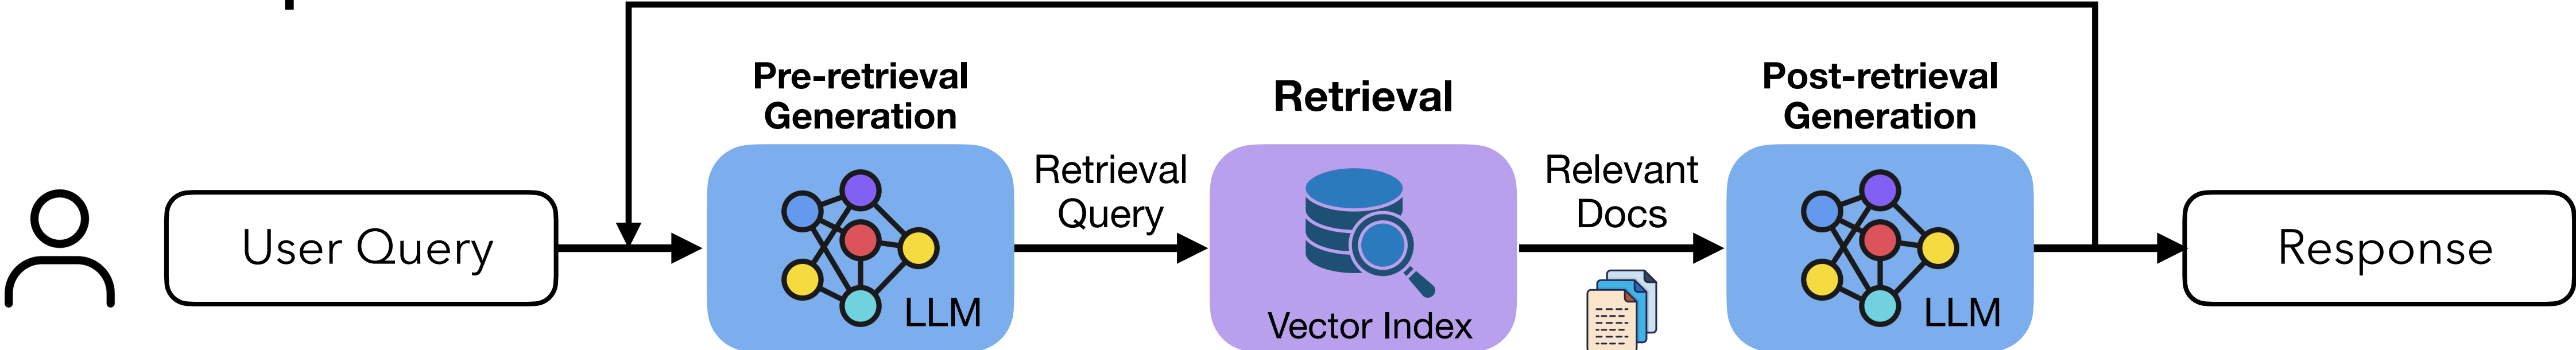 Pre-retrieval
Generation
Retrieval
Post-retrieval
Generation
User Query
LLM
Retrieval
Query
Vector Index
Relevant
Docs
LLM
Response